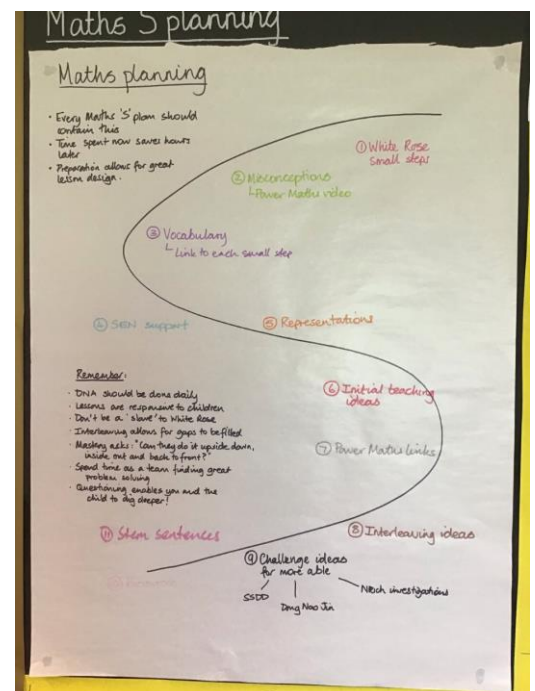 Maths S planning
Maths planning
· Every Maths 'S' plan should
contain this
· Time spent now saves hours
later
· Preparation allows for great
lesson design.
① White Rose
small steps
② Misconceptions
Power Maths video
③ Vocabulary
Link to each small step
④ SEN support
⑤ Representations
⑥ Initial teaching
ideas
⑦ Power Maths links
⑧ Interleaving ideas
⑨ Challenge ideas
for more able
SSDD
Dong Nao Jin
NRich investigations
Remember:
· DNA should be done daily
· Lessons are responsive to children
· Don't be a 'slave' to White Rose
· Interleaving allows for gaps to be filled
· Mastery asks: "Can they do it upside down,
inside out and back to front?"
· Spend time as a team finding great
problem solving
· Questioning enables you and the
child to dig deeper!
Stem sentences